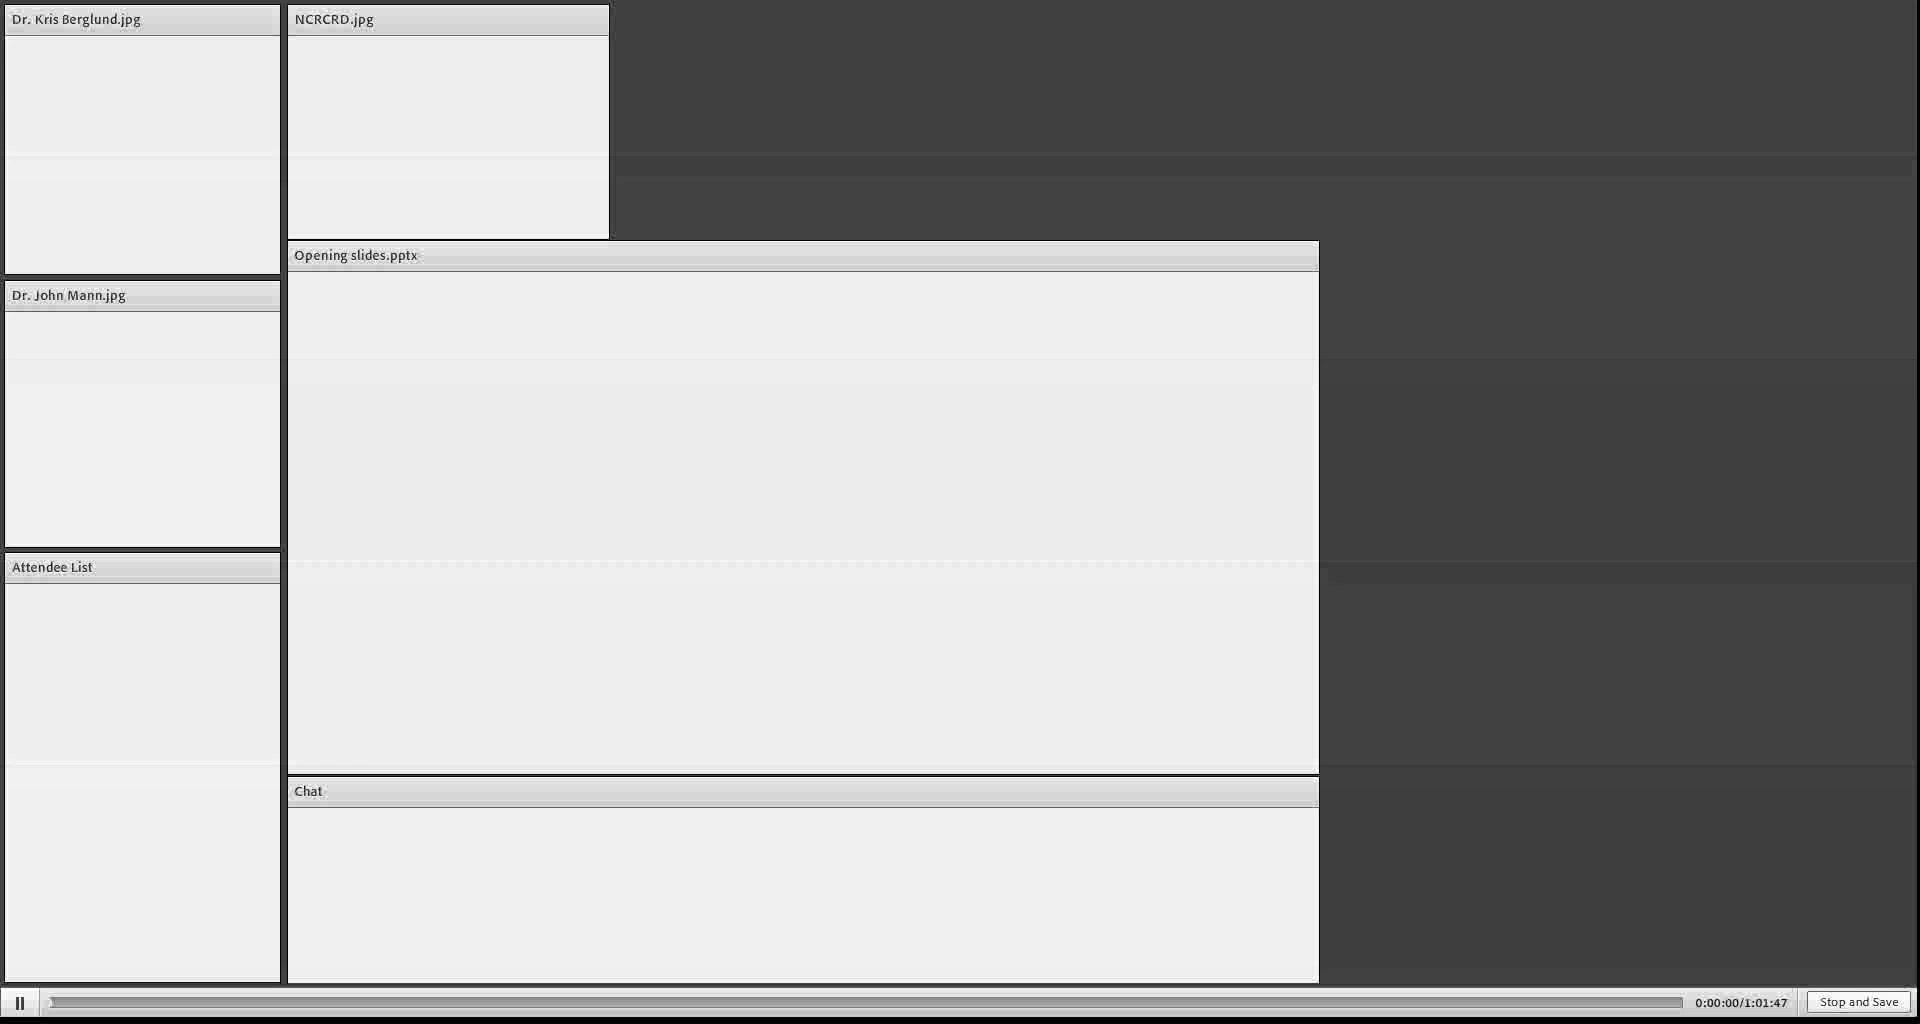 Dr. Kris Berglund.jpg
NCRCRD.jpg
Opening slides.pptx
Dr. John Mann.jpg
Attendee List
Chat
0:00:00/1:01:47
Stop and Save